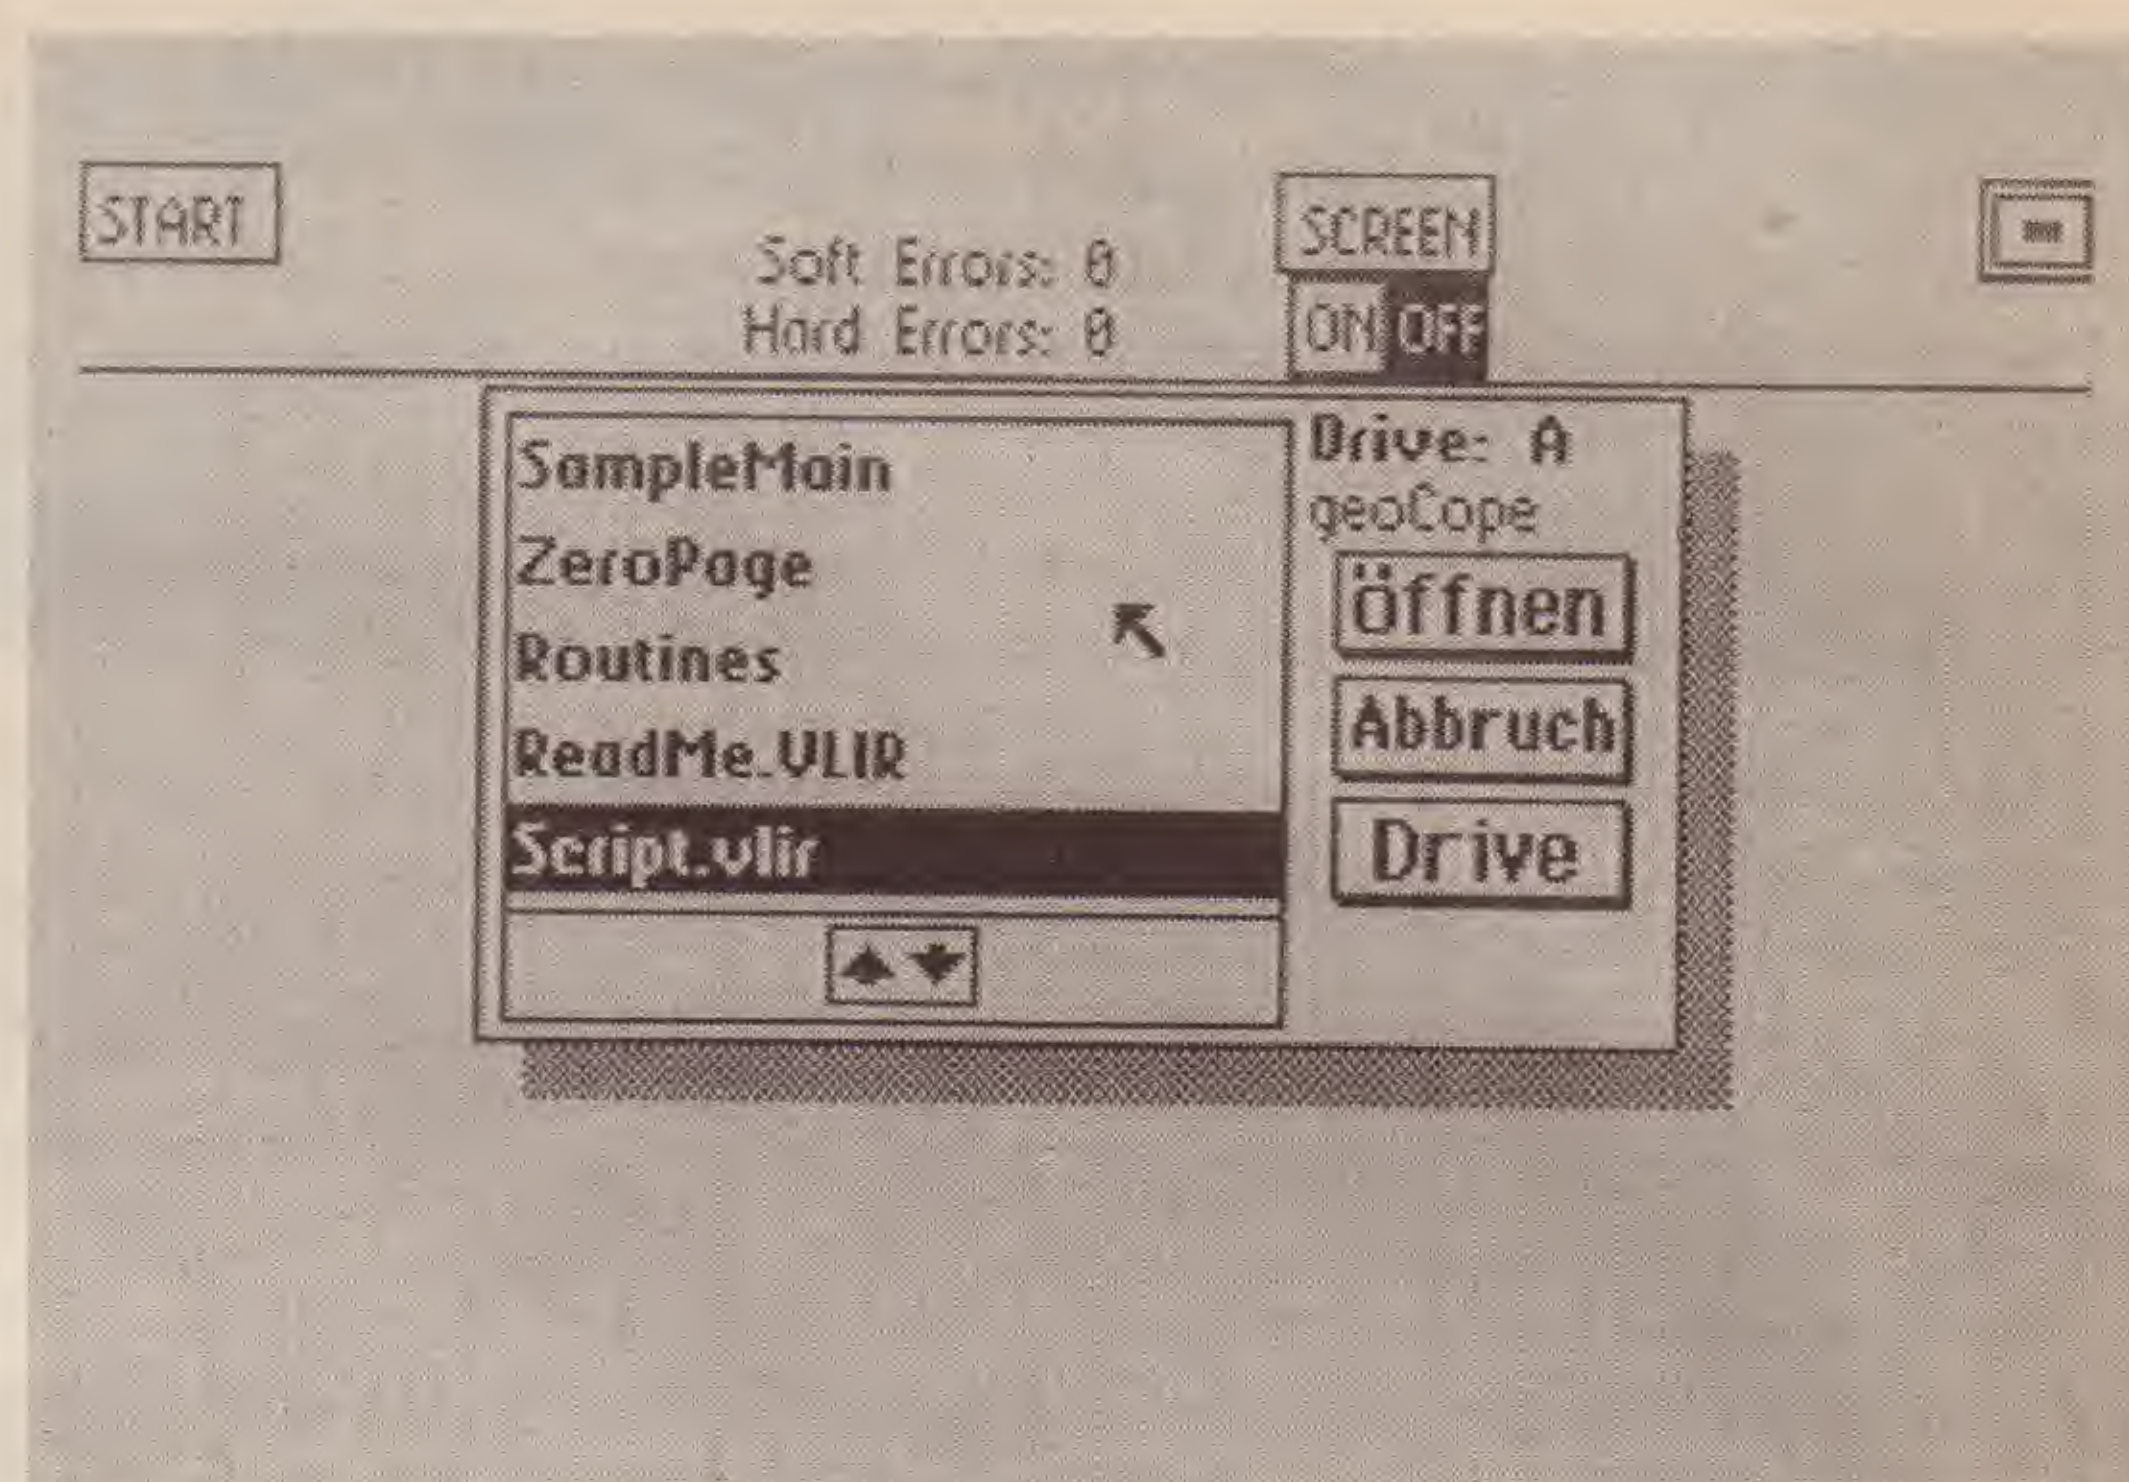 START
SCREEN
Soft Errors: 0
Hard Errors: 0
ON OFF
SampleMain
ZeroPage
Routines
ReadMe.VLIR
Script.vlir
Drive: A
geoCope
Öffnen
Abbruch
Drive